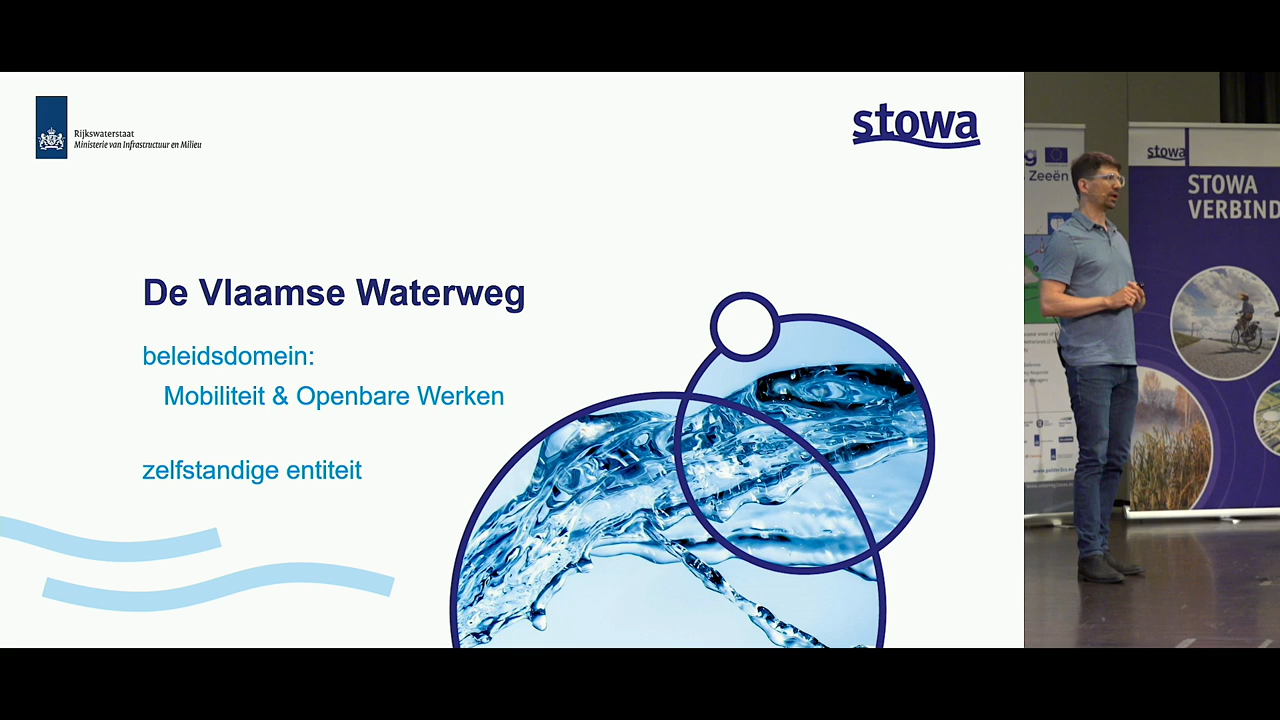 Rijkswaterstaat
Ministerie van Infrastructuur en Milieu
stowa
De Vlaamse Waterweg
beleidsdomein:
Mobiliteit & Openbare Werken
zelfstandige entiteit
Zeeën
stowa
STOWA
VERBIND